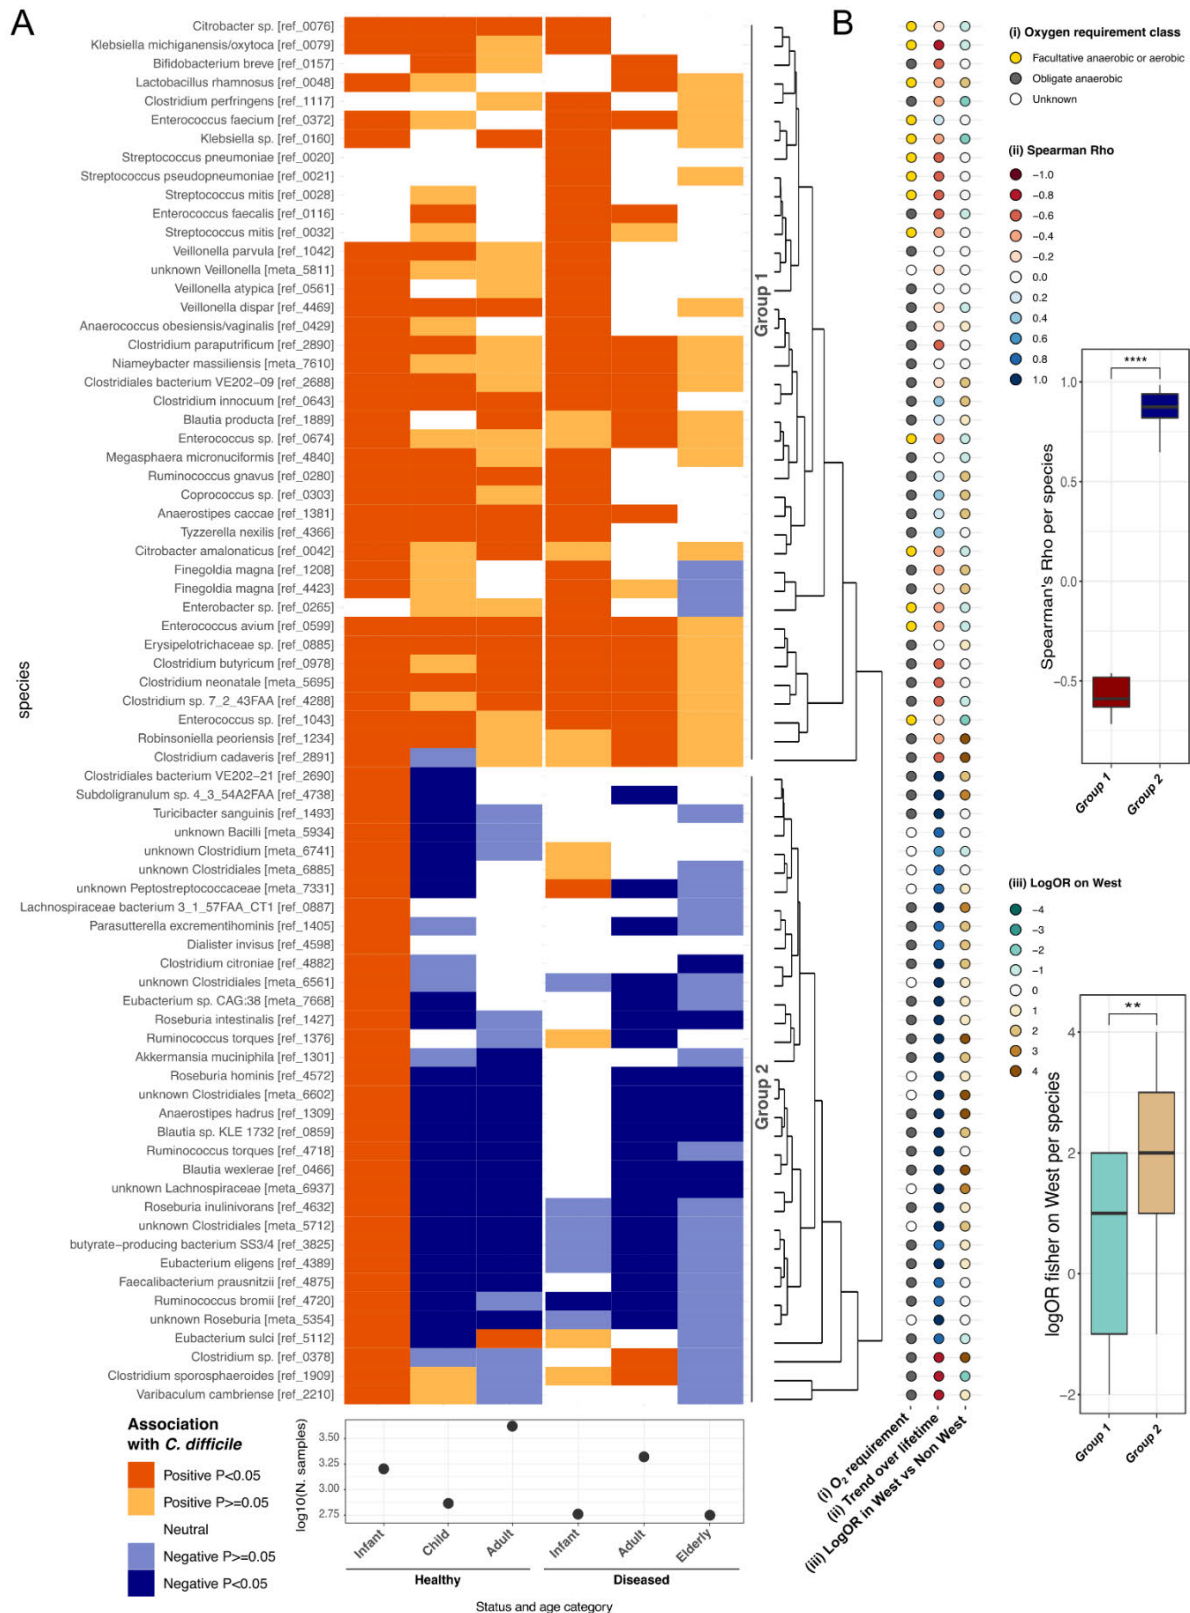 A
B
species
Citrobacter sp. [ref_0076]
Klebsiella michiganensis/oxytoca [ref_0079]
Bifidobacterium breve [ref_0157]
Lactobacillus rhamnosus [ref_0048]
Clostridium perfringens [ref_1117]
Enterococcus faecium [ref_0372]
Klebsiella sp. [ref_0160]
Streptococcus pneumoniae [ref_0020]
Streptococcus pseudopneumoniae [ref_0021]
Streptococcus mitis [ref_0028]
Enterococcus faecalis [ref_0116]
Streptococcus mitis [ref_0032]
Veillonella parvula [ref_1042]
unknown Veillonella [meta_5811]
Veillonella atypica [ref_0561]
Veillonella dispar [ref_4469]
Anaerococcus obesiensis/vaginalis [ref_0429]
Clostridium paraputrificum [ref_2890]
Niameybacter massiliensis [meta_7610]
Clostridiales bacterium VE202−09 [ref_2688]
Clostridium innocuum [ref_0643]
Blautia producta [ref_1889]
Enterococcus sp. [ref_0674]
Megasphaera micronuciformis [ref_4840]
Ruminococcus gnavus [ref_0280]
Coprococcus sp. [ref_0303]
Anaerostipes caccae [ref_1381]
Tyzzerella nexilis [ref_4366]
Citrobacter amalonaticus [ref_0042]
Finegoldia magna [ref_1208]
Finegoldia magna [ref_4423]
Enterobacter sp. [ref_0265]
Enterococcus avium [ref_0599]
Erysipelotrichaceae sp. [ref_0885]
Clostridium butyricum [ref_0978]
Clostridium neonatale [meta_5695]
Clostridium sp. 7_2_43FAA [ref_4288]
Enterococcus sp. [ref_1043]
Robinsoniella peoriensis [ref_1234]
Clostridium cadaveris [ref_2891]
Clostridiales bacterium VE202−21 [ref_2690]
Subdoligranulum sp. 4_3_54A2FAA [ref_4738]
Turicibacter sanguinis [ref_1493]
unknown Bacilli [meta_5934]
unknown Clostridium [meta_6741]
unknown Clostridiales [meta_6885]
unknown Peptostreptococcaceae [meta_7331]
Lachnospiraceae bacterium 3_1_57FAA_CT1 [ref_0887]
Parasutterella excrementihominis [ref_1405]
Dialister invisus [ref_4598]
Clostridium citroniae [ref_4882]
unknown Clostridiales [meta_6561]
Eubacterium sp. CAG:38 [meta_7668]
Roseburia intestinalis [ref_1427]
Ruminococcus torques [ref_1376]
Akkermansia muciniphila [ref_1301]
Roseburia hominis [ref_4572]
unknown Clostridiales [meta_6602]
Anaerostipes hadrus [ref_1309]
Blautia sp. KLE 1732 [ref_0859]
Ruminococcus torques [ref_4718]
Blautia wexlerae [ref_0466]
unknown Lachnospiraceae [meta_6937]
Roseburia inulinivorans [ref_4632]
unknown Clostridiales [meta_5712]
butyrate−producing bacterium SS3/4 [ref_3825]
Eubacterium eligens [ref_4389]
Faecalibacterium prausnitzii [ref_4875]
Ruminococcus bromii [ref_4720]
unknown Roseburia [meta_5354]
Eubacterium sulci [ref_5112]
Clostridium sp. [ref_0378]
Clostridium sporosphaeroides [ref_1909]
Varibaculum cambriense [ref_2210]
Group 1
Group 2
Association
with C. difficile
Positive P<0.05
Positive P>=0.05
Neutral
Negative P>=0.05
Negative P<0.05
log10(N. samples)
3.50
3.25
3.00
2.75
Infant
Child
Adult
Infant
Adult
Elderly
Healthy
Diseased
Status and age category
(i) O2 requirement
(ii) Trend over lifetime
(iii) LogOR in West vs Non West
(i) Oxygen requirement class
Facultative anaerobic or aerobic
Obligate anaerobic
Unknown
(ii) Spearman Rho
−1.0
−0.8
−0.6
−0.4
−0.2
0.0
0.2
0.4
0.6
0.8
1.0
Spearman's Rho per species
****
1.0
0.5
0.0
−0.5
Group 1
Group 2
(iii) LogOR on West
−4
−3
−2
−1
0
1
2
3
4
logOR fisher on West per species
**
4
2
0
−2
Group 1
Group 2